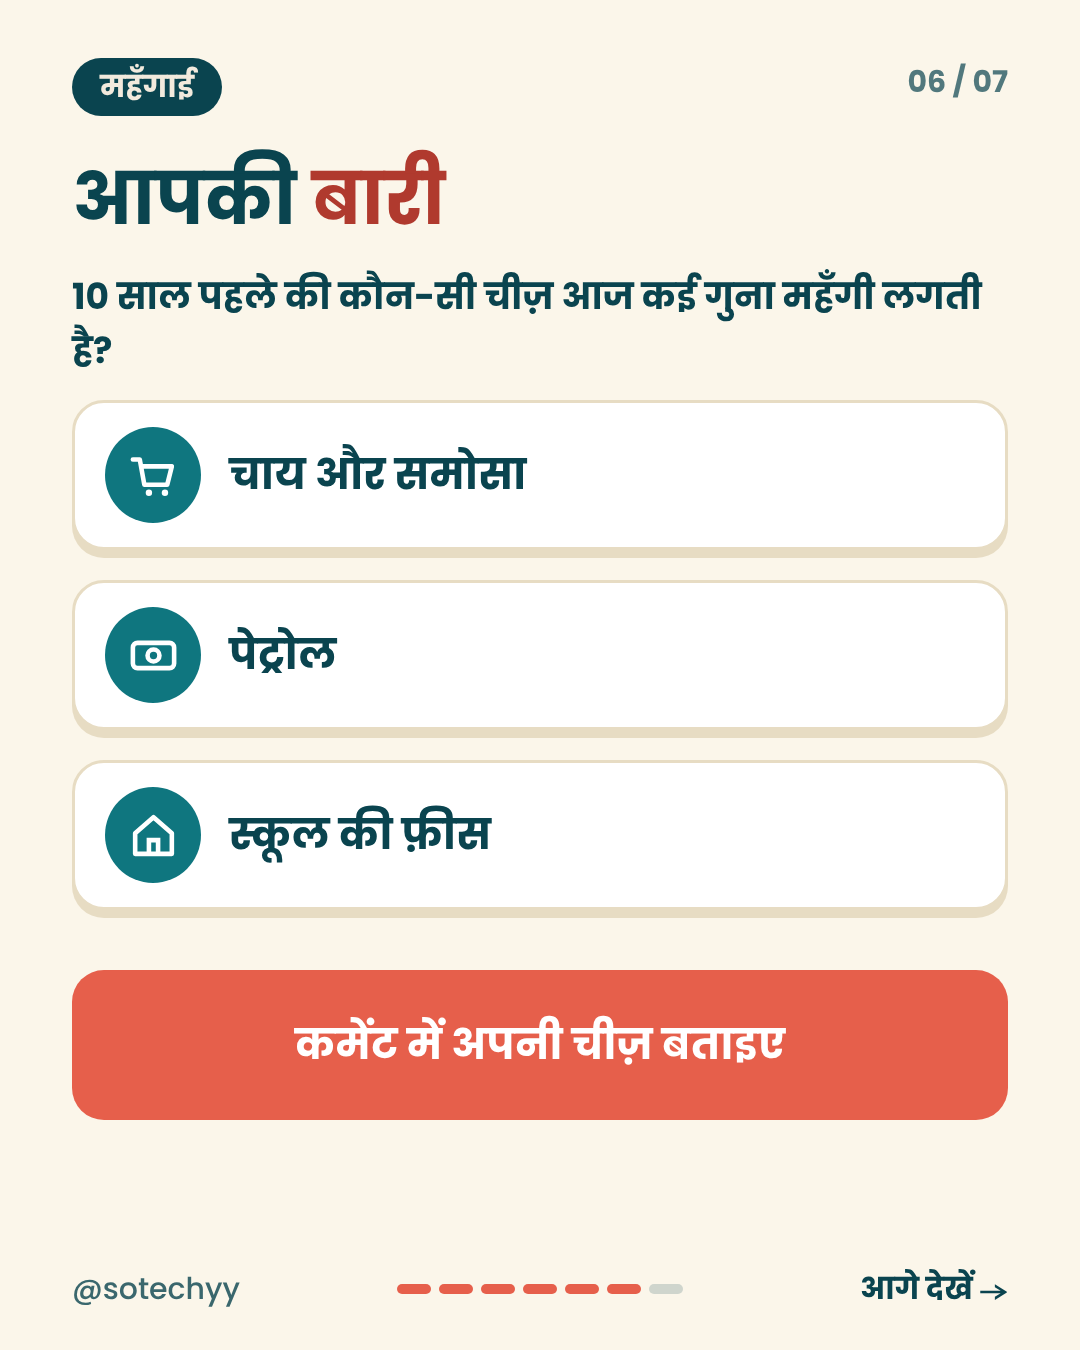 महँगाई
06 / 07
आपकी बारी
10 साल पहले की कौन-सी चीज़ आज कई गुना महँगी लगती
है?
चाय और समोसा
पेट्रोल
स्कूल की फ़ीस
कमेंट में अपनी चीज़ बताइए
@sotechyy
आगे देखें →